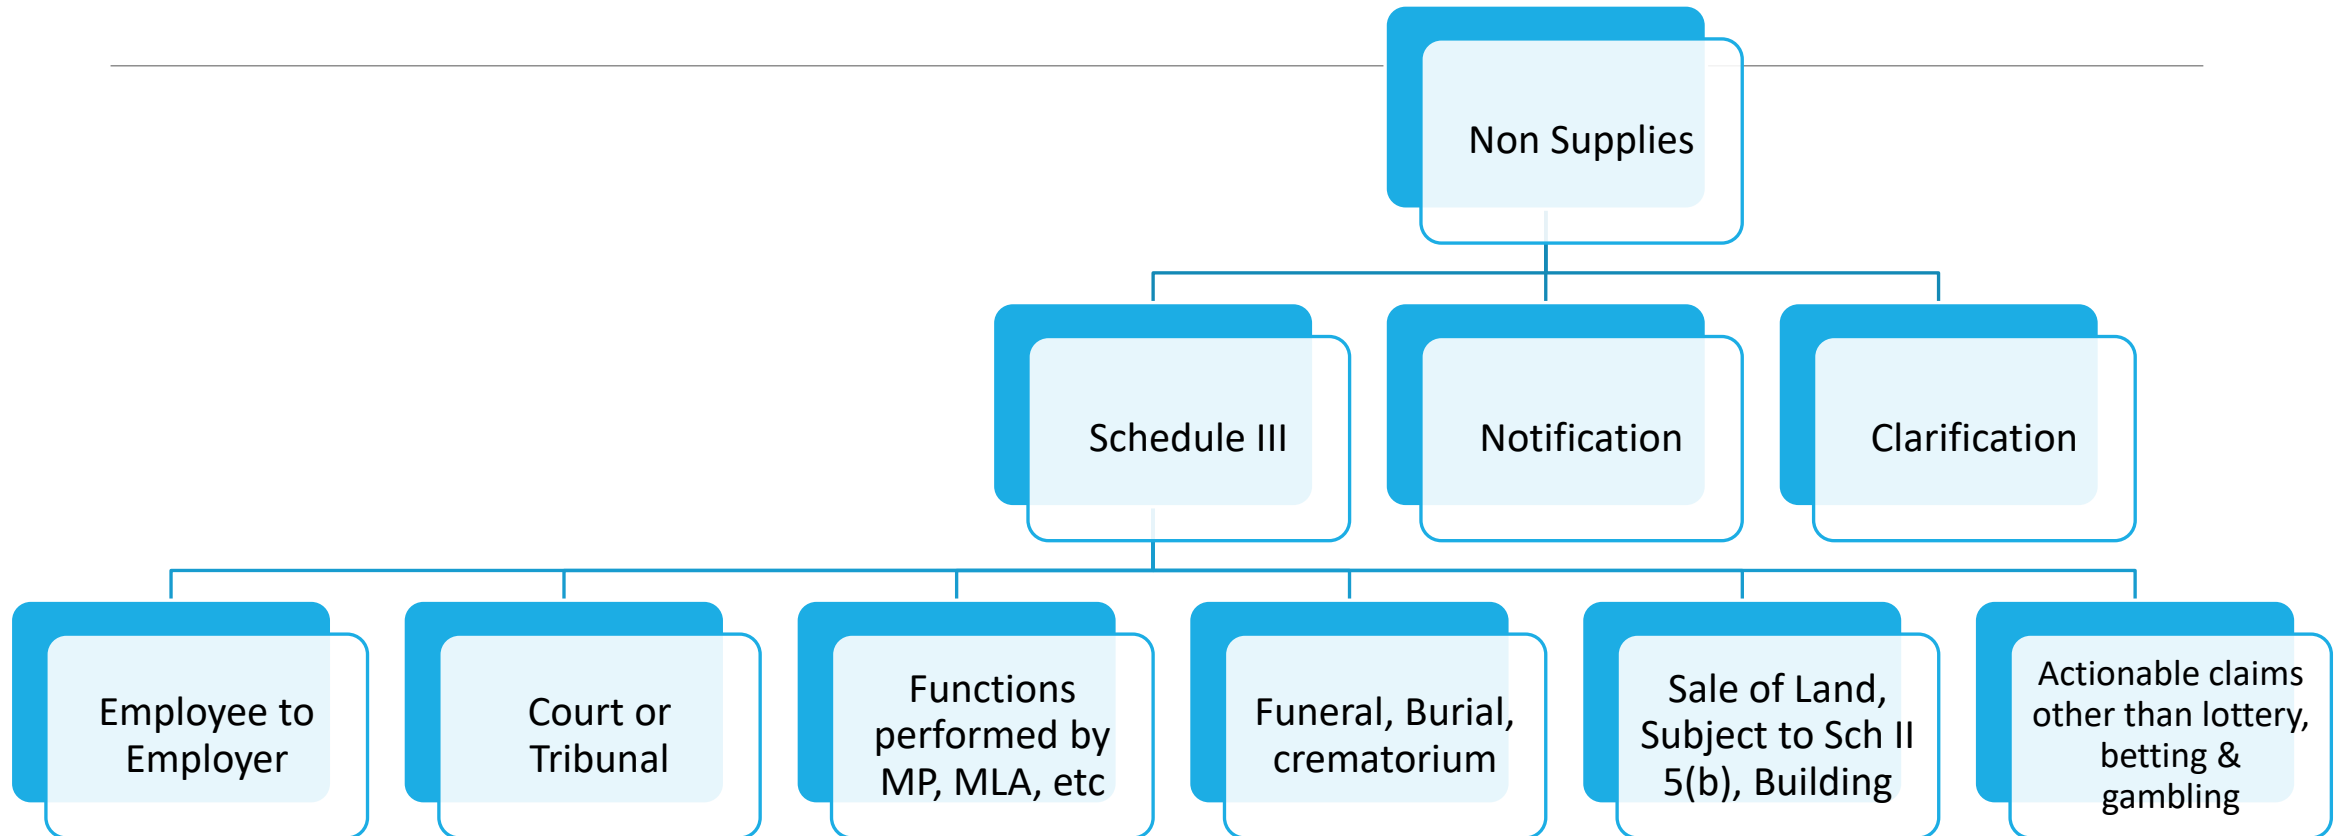 Non Supplies
Schedule III
Notification
Clarification
Employee to
Employer
Court or
Tribunal
Functions
performed by
MP, MLA, etc
Funeral, Burial,
crematorium
Sale of Land,
Subject to Sch II
5(b), Building
Actionable claims
other than lottery,
betting &
gambling